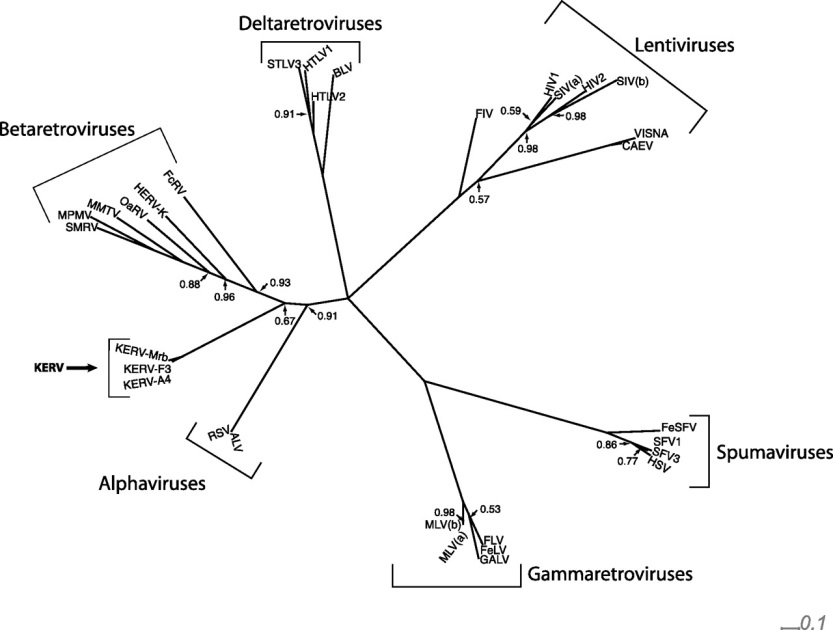 Deltaretroviruses
STLV3
HTLV1
BLV
HTLV2
0.91
Lentiviruses
HIV1
SIV(a)
HIV2
SIV(b)
0.59
0.98
0.98
FIV
VISNA
CAEV
0.57
Betaretroviruses
FcRV
HERV-K
OaRV
MMTV
MPMV
SMRV
0.88
0.96
0.93
0.67
0.91
KERV
KERV-Mrb
KERV-F3
KERV-A4
RSV
ALV
Alphaviruses
FeSFV
SFV1
SFV3
HSV
0.86
0.77
Spumaviruses
0.98
0.53
MLV(b)
MLV(a)
FLV
FeLV
GALV
Gammaretroviruses
0.1